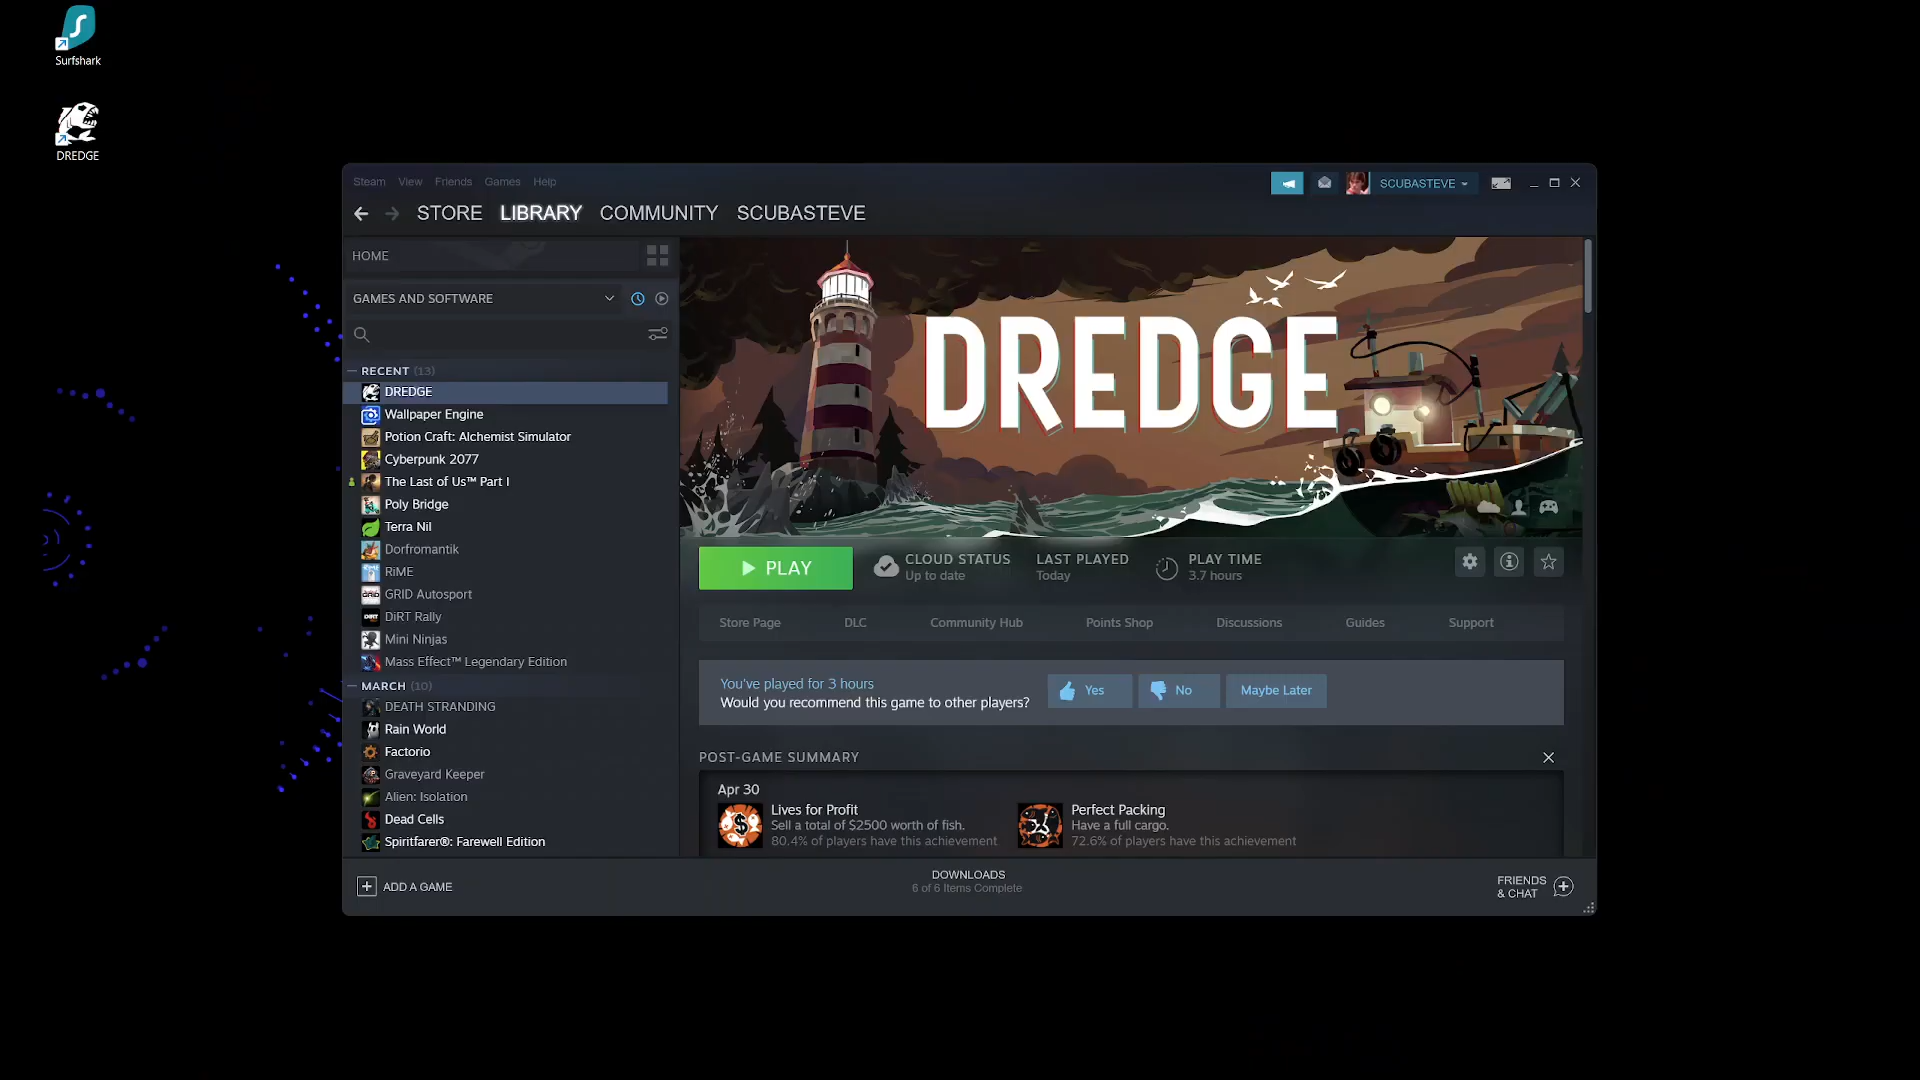 Surfshark
DREDGE
Steam View Friends Games Help
SCUBASTEVE
STORE LIBRARY COMMUNITY SCUBASTEVE
HOME
GAMES AND SOFTWARE
RECENT (13)
DREDGE
Wallpaper Engine
Potion Craft: Alchemist Simulator
Cyberpunk 2077
The Last of Us™ Part I
Poly Bridge
Terra Nil
Dorfromantik
RiME
GRID Autosport
DiRT Rally
Mini Ninjas
Mass Effect™ Legendary Edition
MARCH (10)
DEATH STRANDING
Rain World
Factorio
Graveyard Keeper
Alien: Isolation
Dead Cells
Spiritfarer®: Farewell Edition
ADD A GAME
DREDGE
PLAY
CLOUD STATUS
Up to date
LAST PLAYED
Today
PLAY TIME
3.7 hours
Store Page DLC Community Hub Points Shop Discussions Guides Support
You've played for 3 hours
Would you recommend this game to other players?
Yes No Maybe Later
POST-GAME SUMMARY
Apr 30
Lives for Profit
Sell a total of $2500 worth of fish.
80.4% of players have this achievement
Perfect Packing
Have a full cargo.
72.6% of players have this achievement
DOWNLOADS
6 of 6 Items Complete
FRIENDS
& CHAT